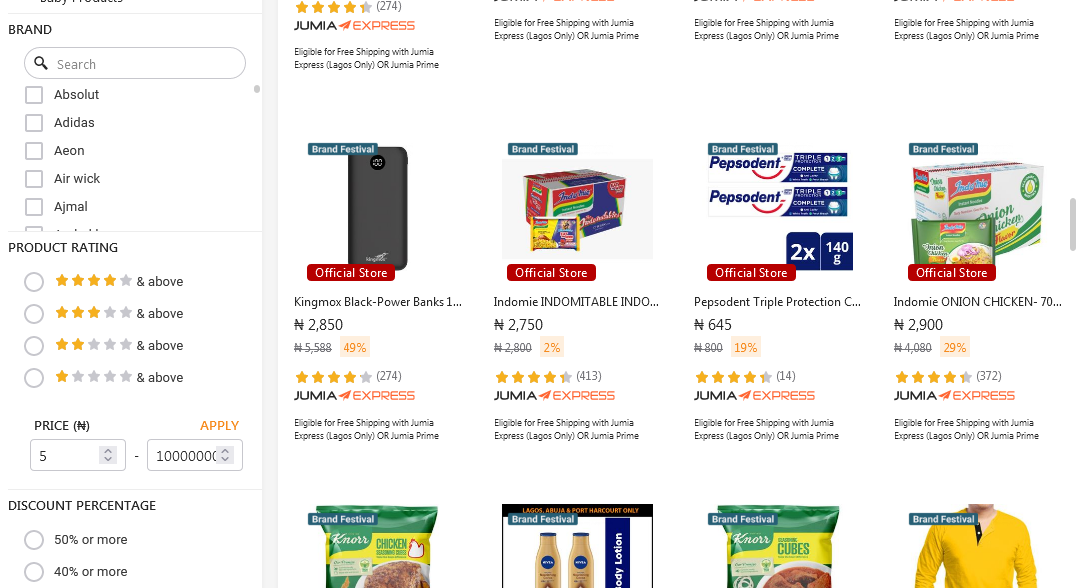 BRAND
Search
Absolut
Adidas
Aeon
Air wick
Ajmal
PRODUCT RATING
& above
& above
& above
& above
PRICE (₦)
APPLY
5
-
10000000
DISCOUNT PERCENTAGE
50% or more
40% or more
(274)
JUMIA EXPRESS
Eligible for Free Shipping with Jumia
Express (Lagos Only) OR Jumia Prime
Eligible for Free Shipping with Jumia
Express (Lagos Only) OR Jumia Prime
Eligible for Free Shipping with Jumia
Express (Lagos Only) OR Jumia Prime
Eligible for Free Shipping with Jumia
Express (Lagos Only) OR Jumia Prime
Brand Festival
kingmox
Official Store
Kingmox Black-Power Banks 1...
₦ 2,850
₦ 5,588
49%
(274)
JUMIA EXPRESS
Eligible for Free Shipping with Jumia
Express (Lagos Only) OR Jumia Prime
Brand Festival
Indomie
Indomitables
Official Store
Indomie INDOMITABLE INDO...
₦ 2,750
₦ 2,800
2%
(413)
JUMIA EXPRESS
Eligible for Free Shipping with Jumia
Express (Lagos Only) OR Jumia Prime
Brand Festival
Pepsodent
TRIPLE
PROTECTION
COMPLETE
Pepsodent
TRIPLE
PROTECTION
COMPLETE
2x
140
g
Official Store
Pepsodent Triple Protection C...
₦ 645
₦ 800
19%
(14)
JUMIA EXPRESS
Eligible for Free Shipping with Jumia
Express (Lagos Only) OR Jumia Prime
Brand Festival
Indomie
Onion
Chicken
Flavor
Official Store
Indomie ONION CHICKEN- 70...
₦ 2,900
₦ 4,080
29%
(372)
JUMIA EXPRESS
Eligible for Free Shipping with Jumia
Express (Lagos Only) OR Jumia Prime
Brand Festival
Knorr
CHICKEN
SEASONING
CUBES
LAGOS, ABUJA & PORT HARCOURT ONLY
Brand Festival
NIVEA
NIVEA
Body Lotion
Brand Festival
Knorr
SEASONING
CUBES
Brand Festival